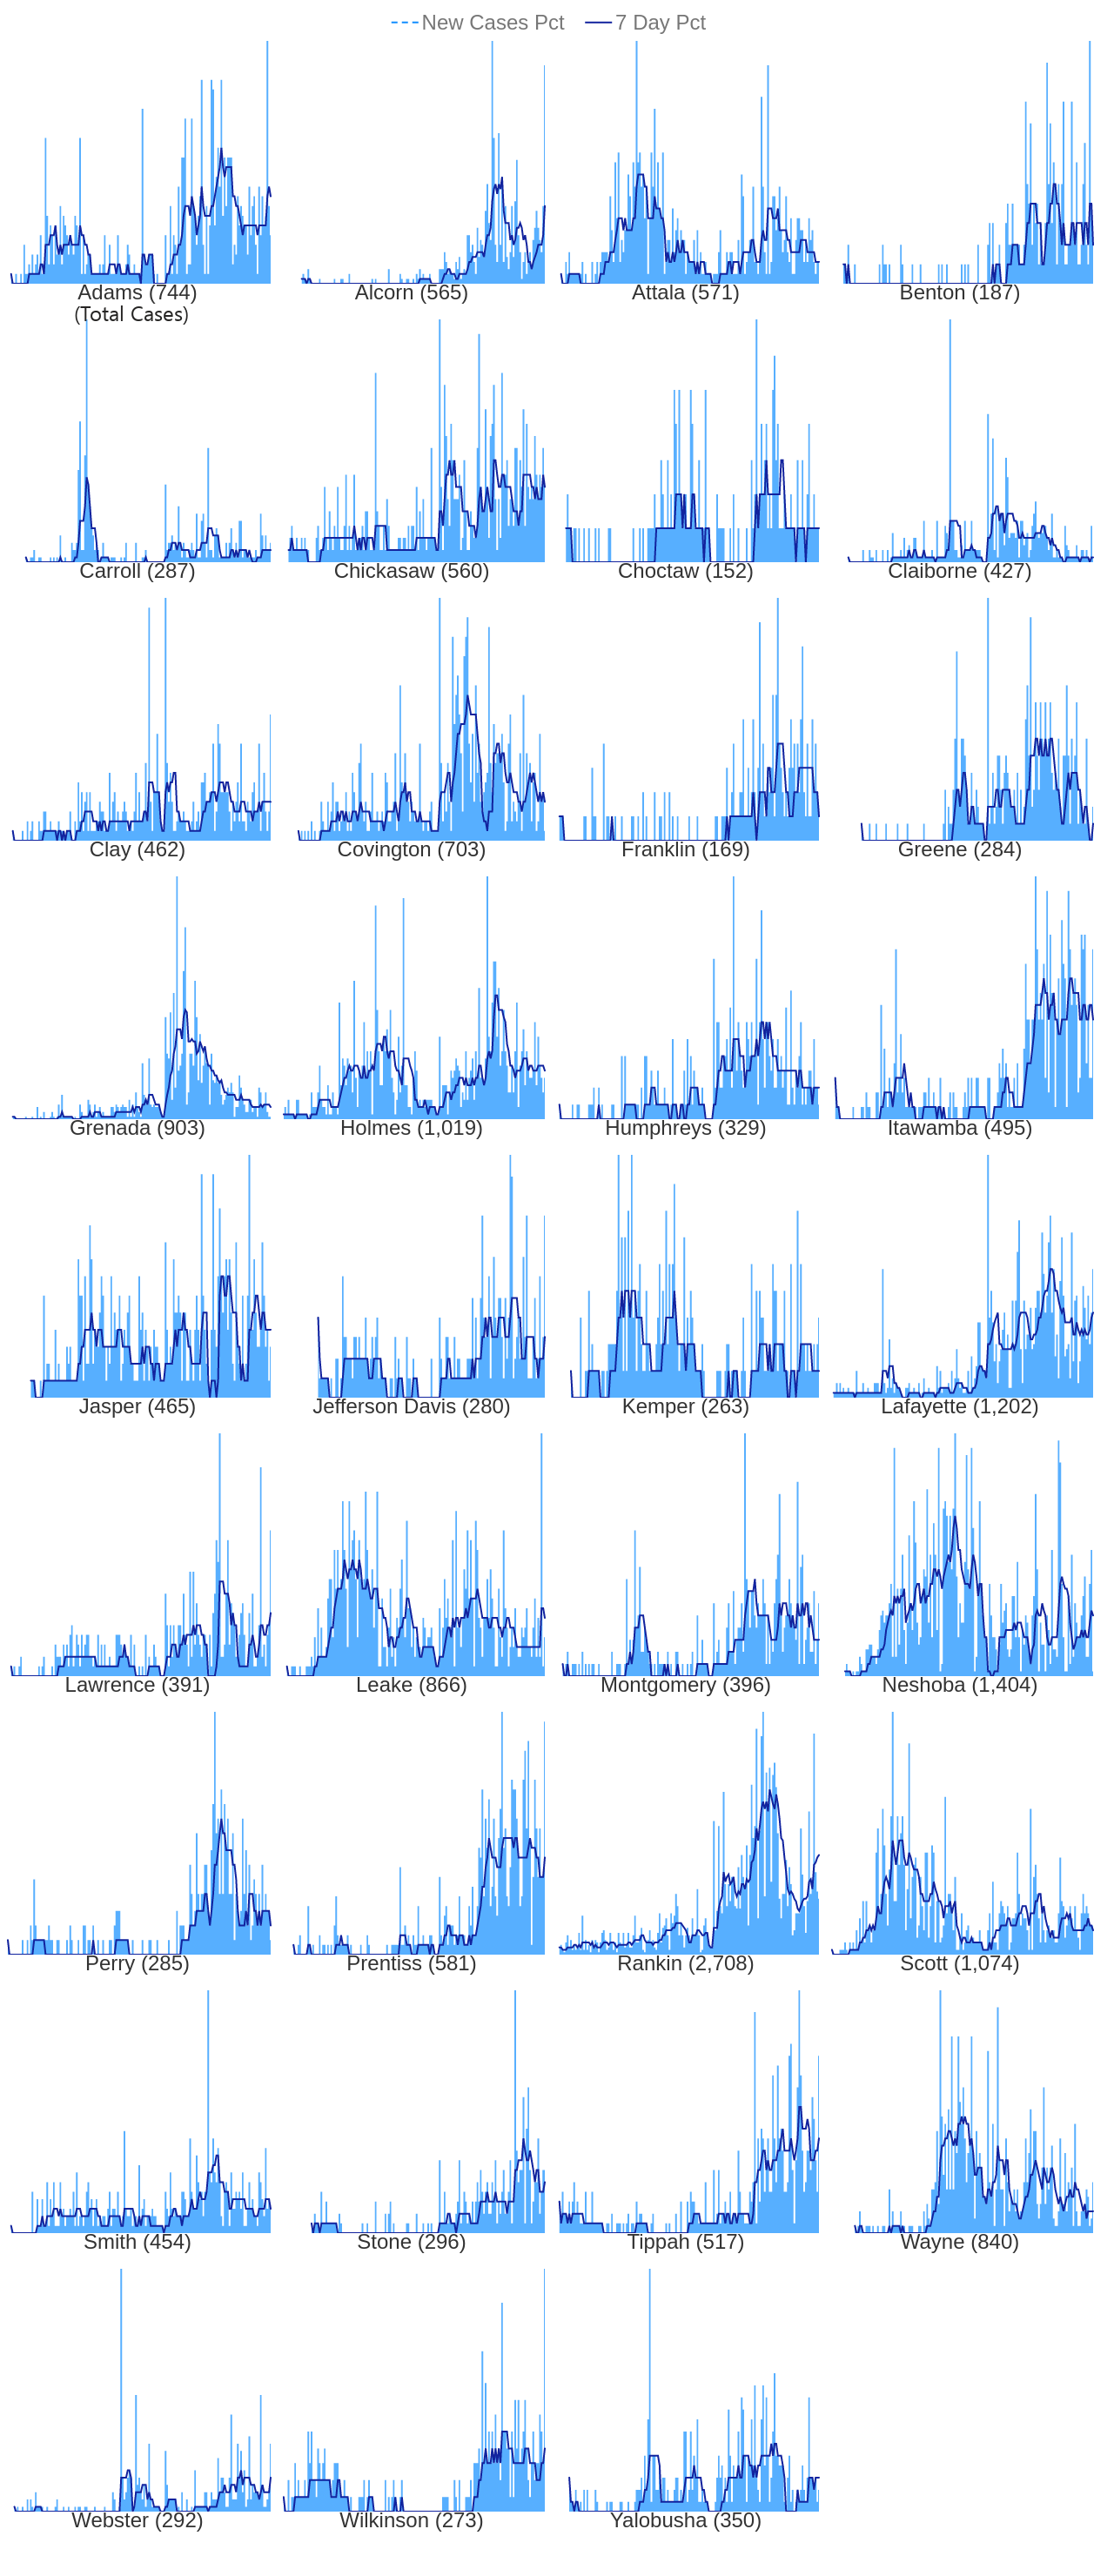 New Cases Pct 7 Day Pct
Adams (744) Alcorn (565) Attala (571) Benton (187)
(Total Cases)
Carroll (287) Chickasaw (560) Choctaw (152) Claiborne (427)
Clay (462) Covington (703) Franklin (169) Greene (284)
Grenada (903) Holmes (1,019) Humphreys (329) Itawamba (495)
Jasper (465) Jefferson Davis (280) Kemper (263) Lafayette (1,202)
Lawrence (391) Leake (866) Montgomery (396) Neshoba (1,404)
Perry (285) Prentiss (581) Rankin (2,708) Scott (1,074)
Smith (454) Stone (296) Tippah (517) Wayne (840)
Webster (292) Wilkinson (273) Yalobusha (350)